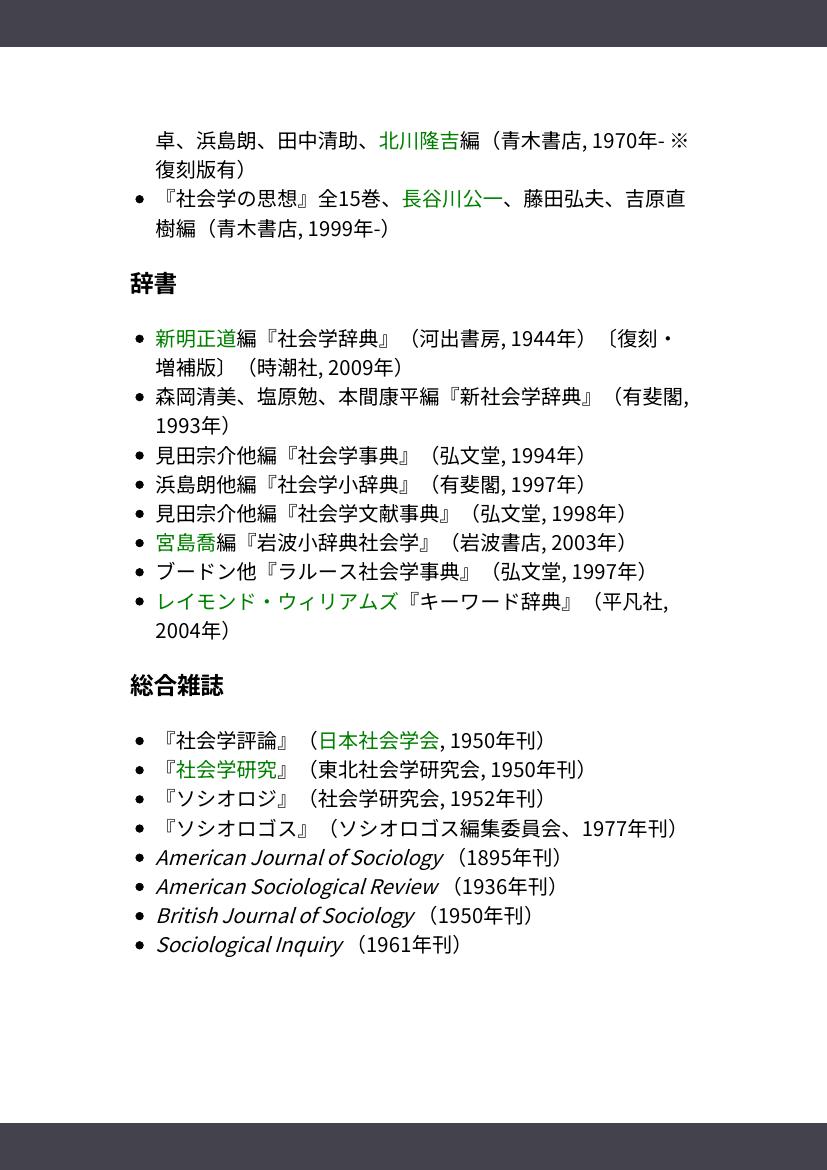 卓、浜島朗、田中清助、北川隆吉編（青木書店, 1970年- ※
復刻版有）
• 『社会学の思想』全15巻、長谷川公一、藤田弘夫、吉原直
樹編（青木書店, 1999年-）
辞書
• 新明正道編『社会学辞典』（河出書房, 1944年）〔復刻・
増補版〕（時潮社, 2009年）
• 森岡清美、塩原勉、本間康平編『新社会学辞典』（有斐閣,
1993年）
• 見田宗介他編『社会学事典』（弘文堂, 1994年）
• 浜島朗他編『社会学小辞典』（有斐閣, 1997年）
• 見田宗介他編『社会学文献事典』（弘文堂, 1998年）
• 宮島喬編『岩波小辞典社会学』（岩波書店, 2003年）
• ブードン他『ラルース社会学事典』（弘文堂, 1997年）
• レイモンド・ウィリアムズ『キーワード辞典』（平凡社,
2004年）
総合雑誌
• 『社会学評論』（日本社会学会, 1950年刊）
• 『社会学研究』（東北社会学研究会, 1950年刊）
• 『ソシオロジ』（社会学研究会, 1952年刊）
• 『ソシオロゴス』（ソシオロゴス編集委員会、1977年刊）
• American Journal of Sociology（1895年刊）
• American Sociological Review（1936年刊）
• British Journal of Sociology（1950年刊）
• Sociological Inquiry（1961年刊）